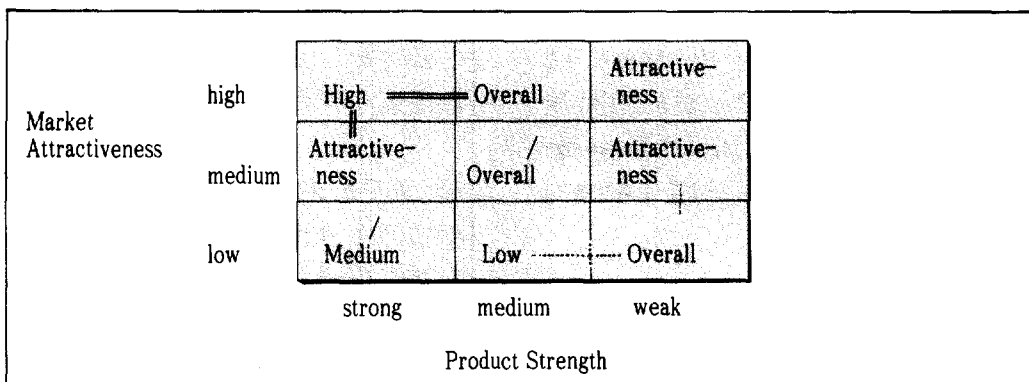 Attractive-
high High Overall ness
Market
Attractiveness
Attractive- Attractive-
medium ness Overall ness
low Medium Low Overall
strong medium weak
Product Strength